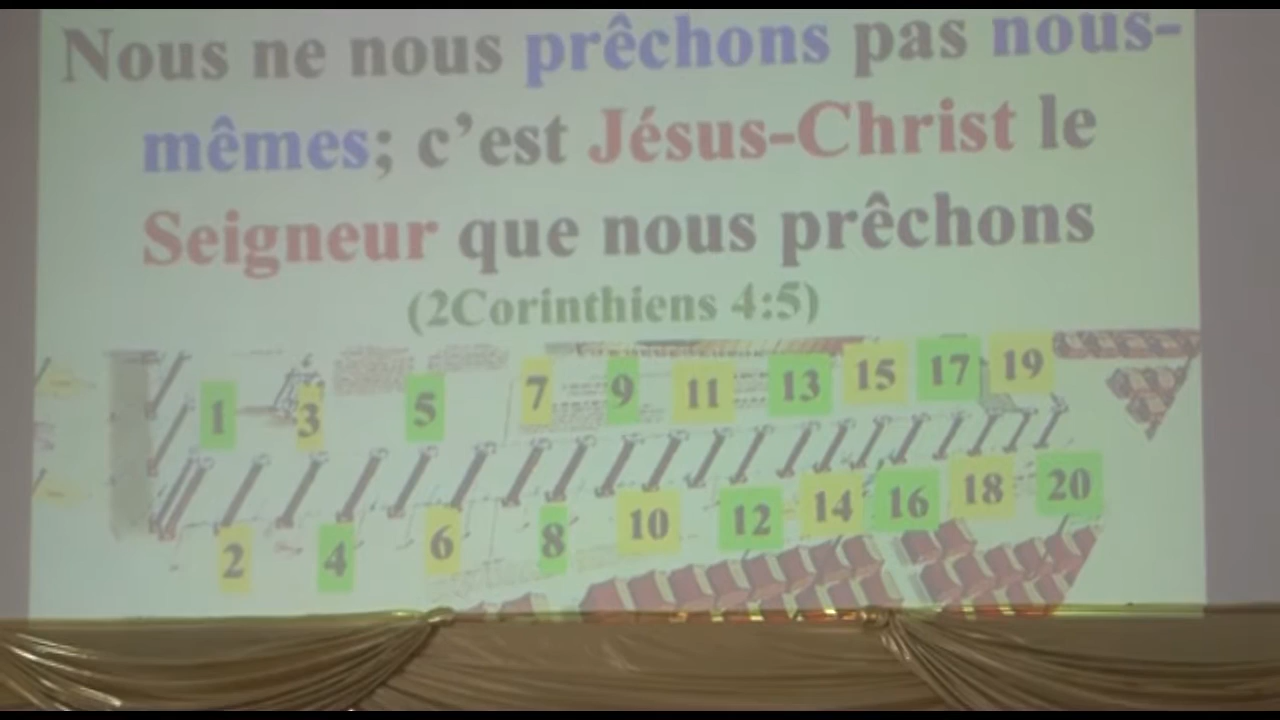 Nous ne nous prêchons pas nous-
mêmes; c’est Jésus-Christ le
Seigneur que nous prêchons
(2Corinthiens 4:5)
1 3 5 7 9 11 13 15 17 19
2 4 6 8 10 12 14 16 18 20